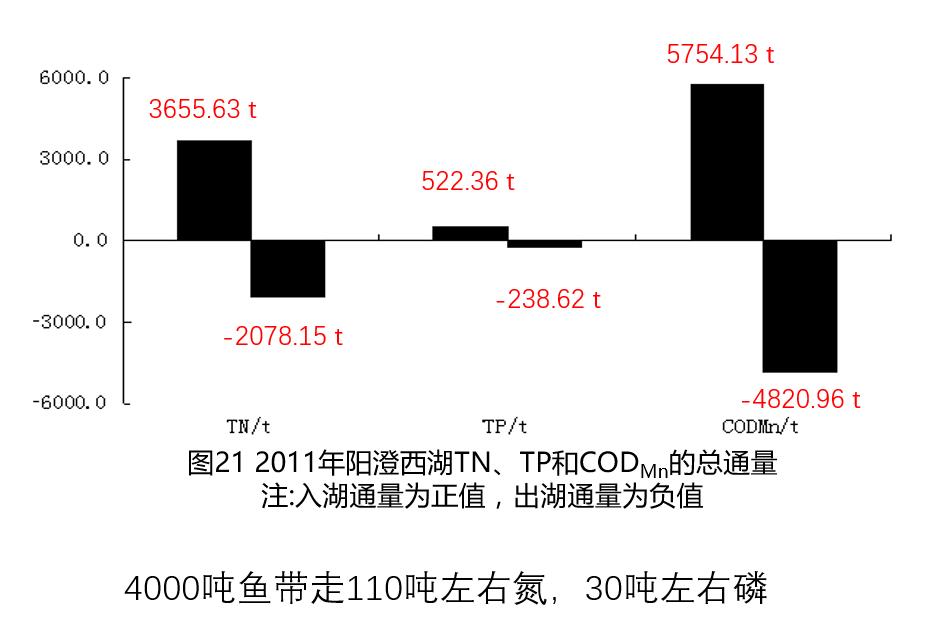 5754.13 t
6000.0
3655.63 t
3000.0
522.36 t
0.0
-238.62 t
-3000.0
-2078.15 t
-4820.96 t
-6000.0
TN/t TP/t CODMn/t
图21 2011年阳澄西湖TN、TP和CODMn的总通量
注:入湖通量为正值，出湖通量为负值
4000吨鱼带走110吨左右氮，30吨左右磷